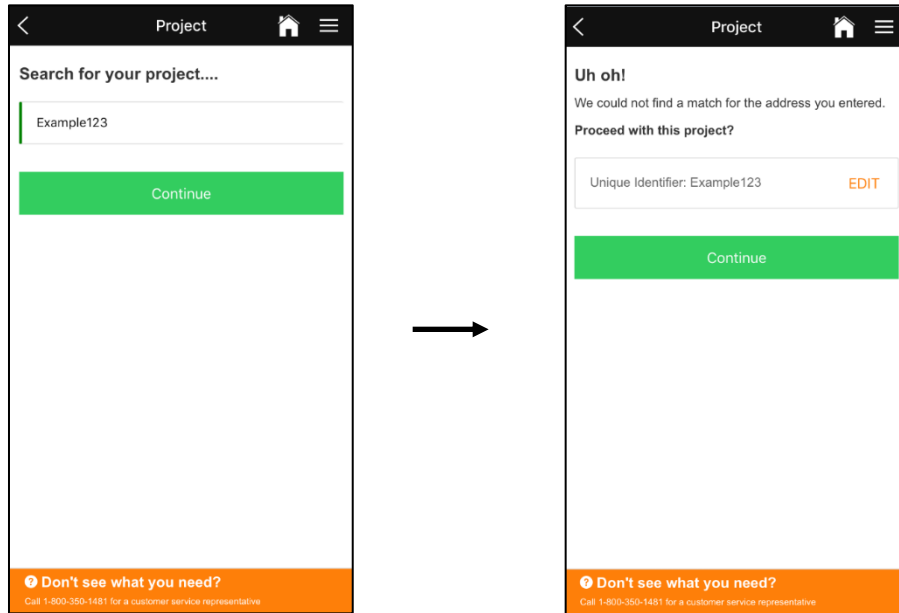 Project
Search for your project....
Example123
Continue
Don't see what you need?
Call 1-800-350-1481 for a customer service representative
Project
Uh oh!
We could not find a match for the address you entered.
Proceed with this project?
Unique Identifier: Example123 EDIT
Continue
Don't see what you need?
Call 1-800-350-1481 for a customer service representative